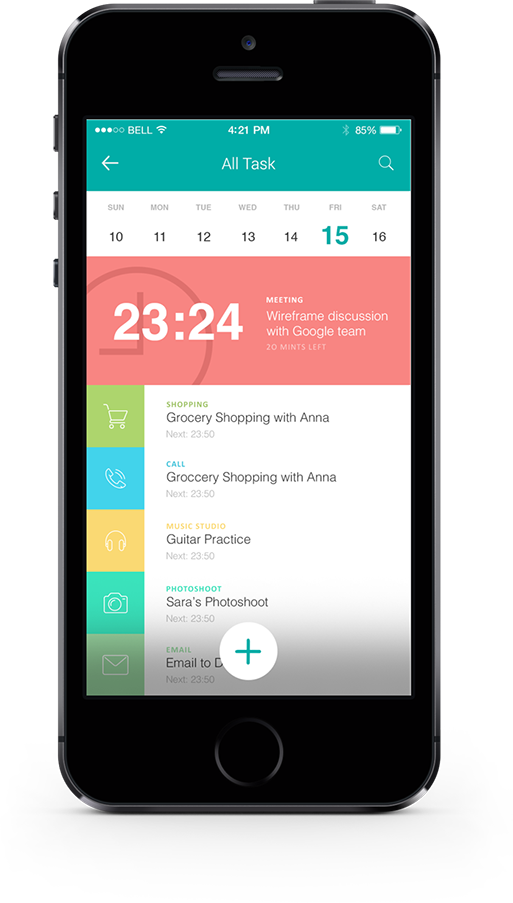 BELL 4:21 PM 85%
All Task
SUN MON TUE WED THU FRI SAT
10 11 12 13 14 15 16
MEETING
23:24
Wireframe discussion
with Google team
20 MINTS LEFT
SHOPPING
Grocery Shopping with Anna
Next: 23:50
CALL
Groccery Shopping with Anna
Next: 23:50
MUSIC STUDIO
Guitar Practice
Next: 23:50
PHOTOSHOOT
Sara's Photoshoot
Next: 23:50
EMAIL
Email to
Next: 23:50